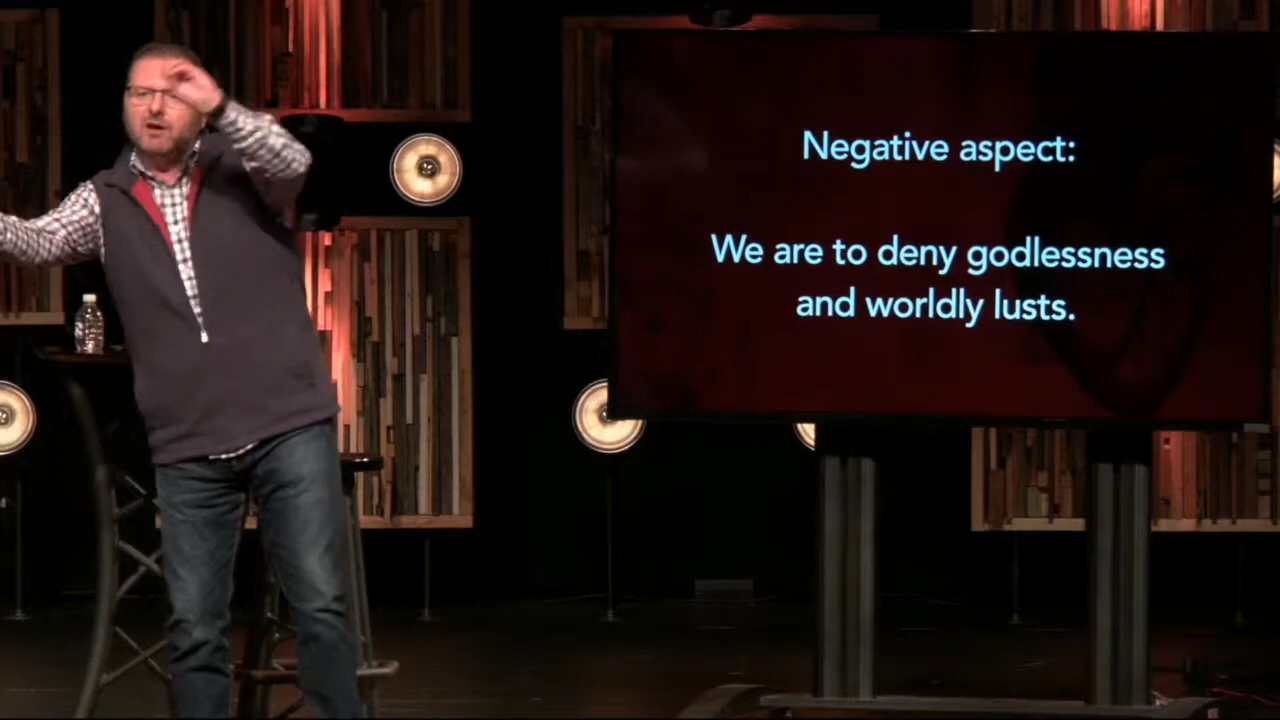 Negative aspect:
We are to deny godlessness
and worldly lusts.